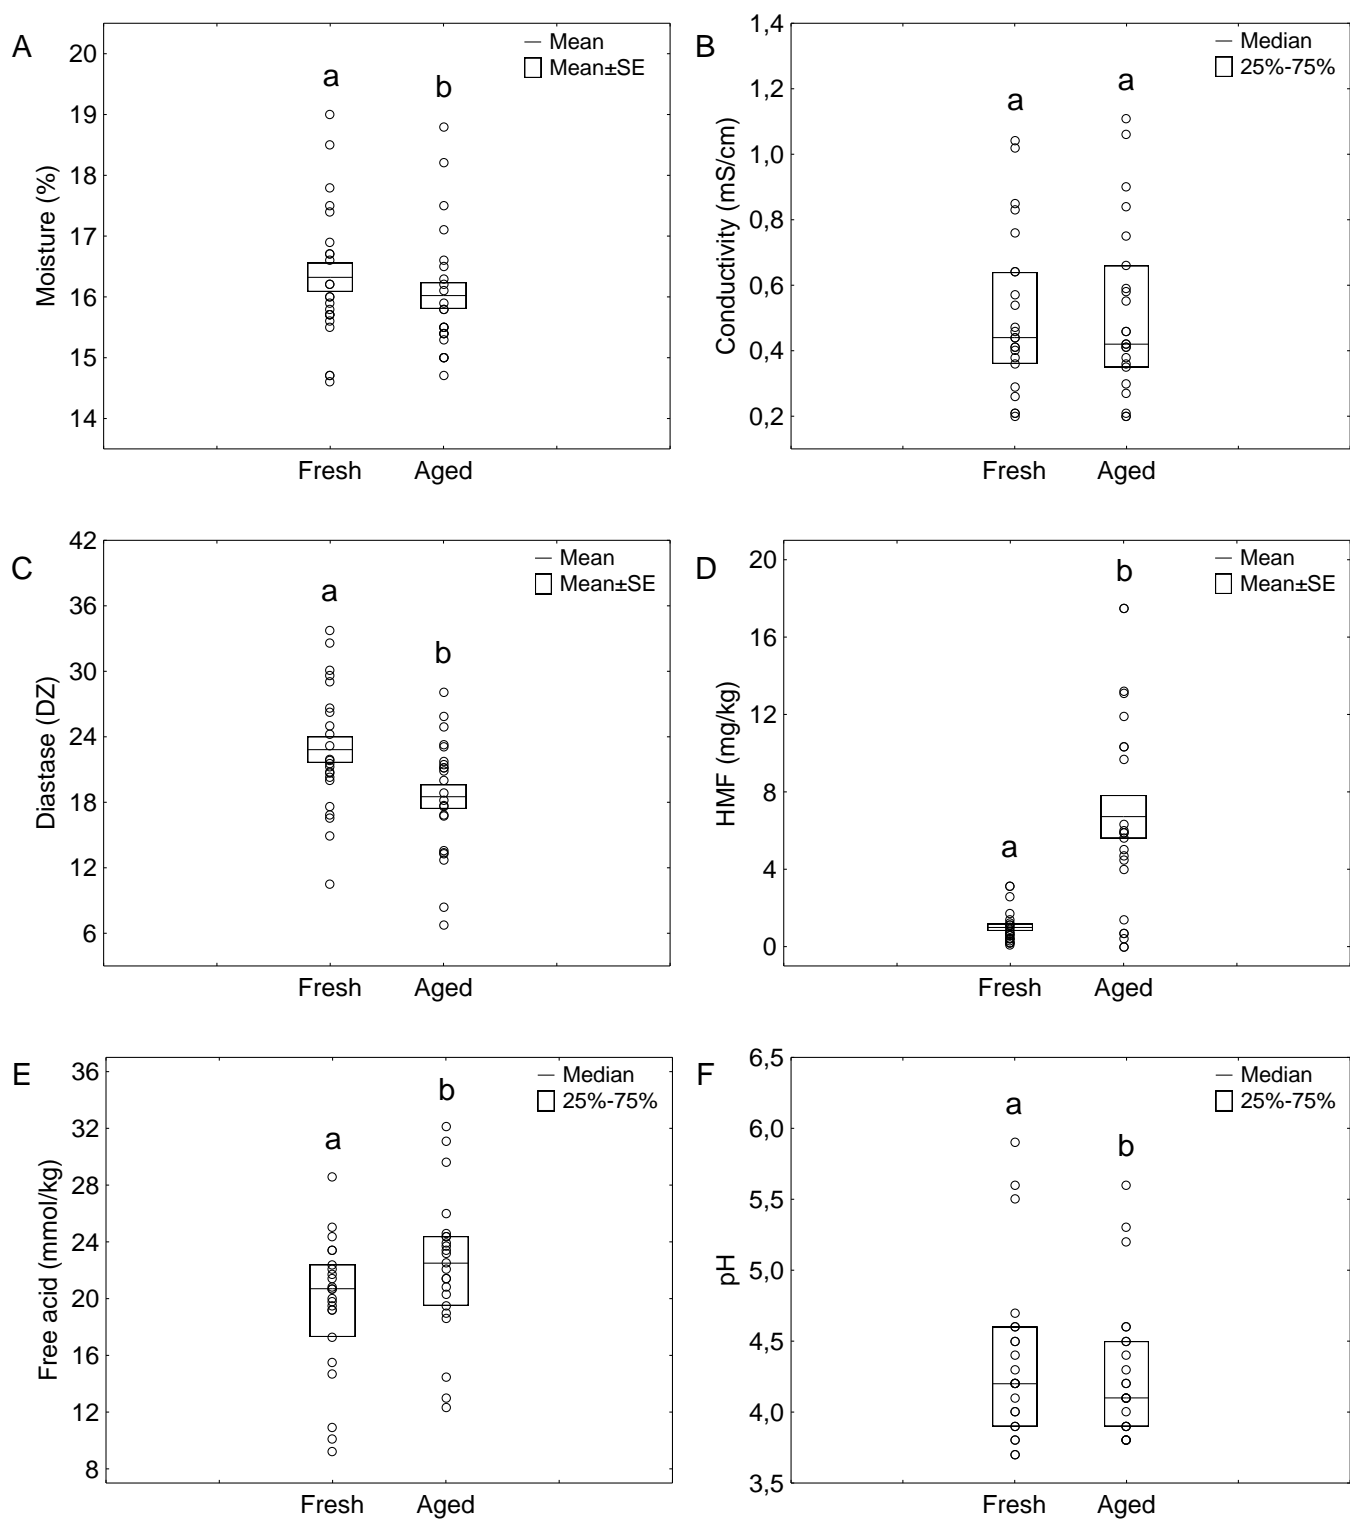 A
Moisture (%)
20
19
18
17
16
15
14
a
b
Mean
Mean±SE
Fresh
Aged
B
Conductivity (mS/cm)
1,4
1,2
1,0
0,8
0,6
0,4
0,2
a
a
Median
25%-75%
Fresh
Aged
C
Diastase (DZ)
42
36
30
24
18
12
6
a
b
Mean
Mean±SE
Fresh
Aged
D
HMF (mg/kg)
20
16
12
8
4
0
a
b
Mean
Mean±SE
Fresh
Aged
E
Free acid (mmol/kg)
36
32
28
24
20
16
12
8
a
b
Median
25%-75%
Fresh
Aged
F
pH
6,5
6,0
5,5
5,0
4,5
4,0
3,5
a
b
Median
25%-75%
Fresh
Aged